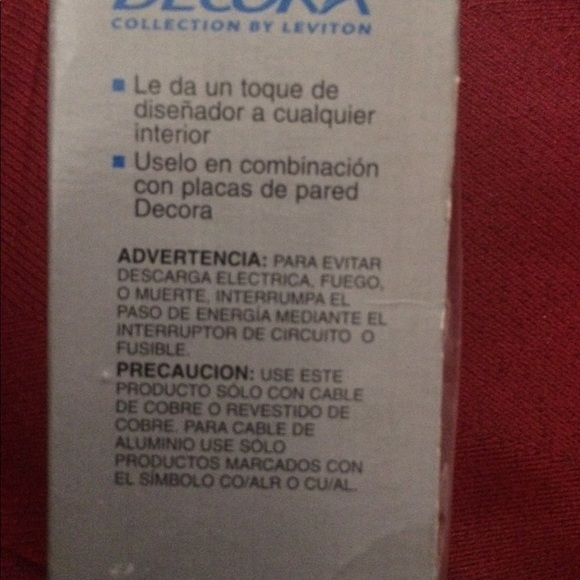 DECORA
COLLECTION BY LEVITON
Le da un toque de
diseñador a cualquier
interior
Uselo en combinación
con placas de pared
Decora
ADVERTENCIA: PARA EVITAR
DESCARGA ELECTRICA, FUEGO,
O MUERTE, INTERRUMPA EL
PASO DE ENERGÍA MEDIANTE EL
INTERRUPTOR DE CIRCUITO O
FUSIBLE.
PRECAUCION: USE ESTE
PRODUCTO SÓLO CON CABLE
DE COBRE O REVESTIDO DE
COBRE. PARA CABLE DE
ALUMINIO USE SÓLO
PRODUCTOS MARCADOS CON
EL SÍMBOLO CO/ALR O CU/AL.